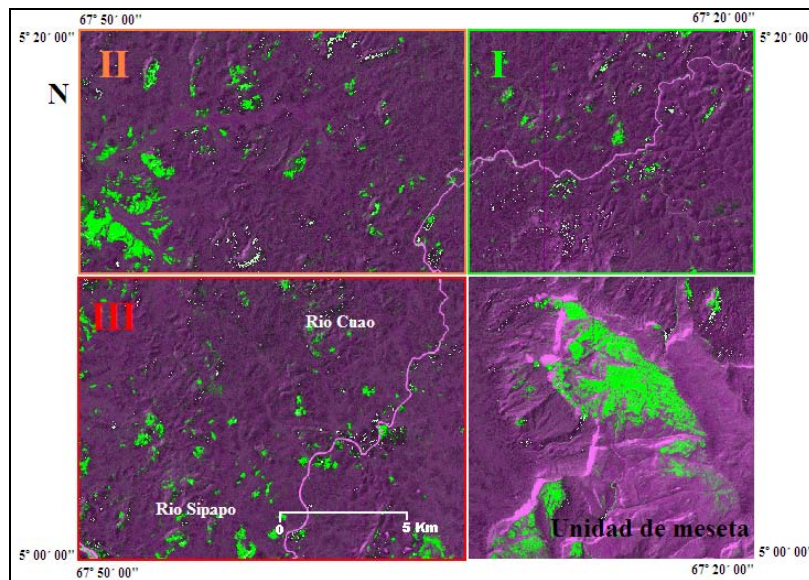 67° 50´ 00”
67° 20´ 00”
5° 20´ 00”
5° 20´ 00”
N
II
I
III
Rio Cuao
Rio Sipapo
0
5 Km
Unidad de meseta
5° 00´ 00”
5° 00´ 00”
67° 50´ 00”
67° 20´ 00”